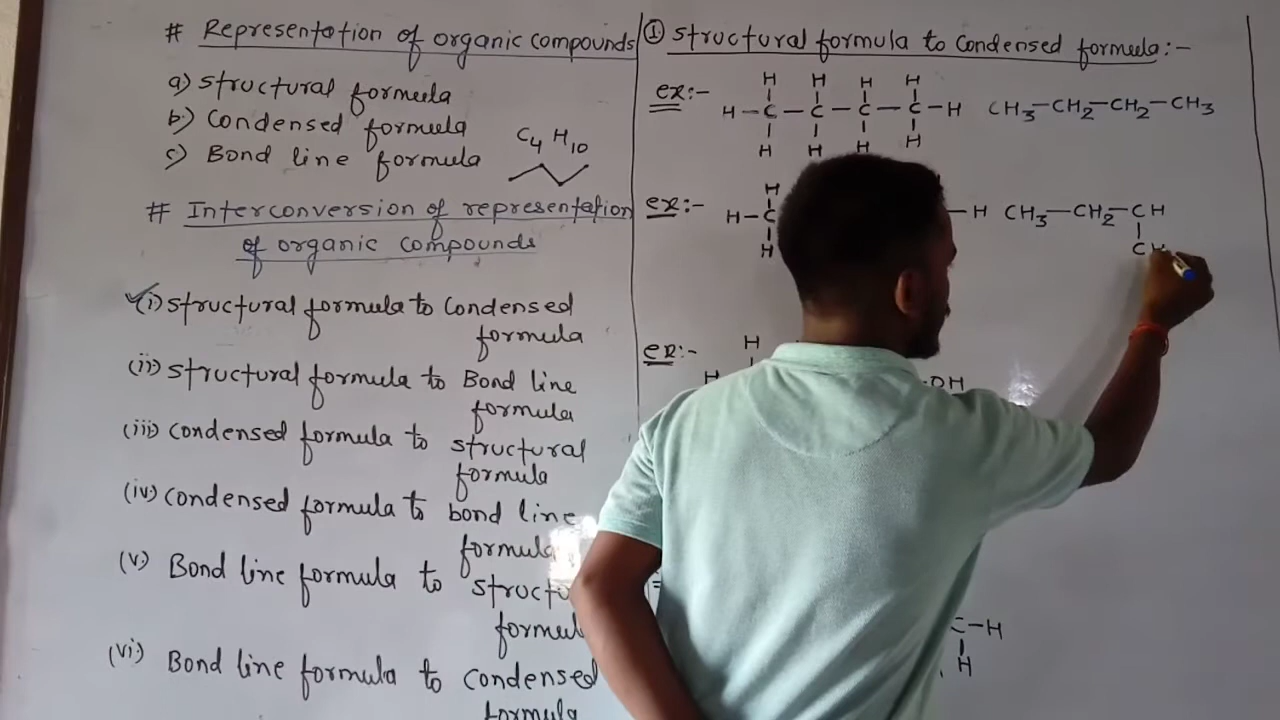 # Representation of organic compounds
a) structural formula
b) Condensed formula
c) Bond line formula
C4 H10
# Interconversion of representation
of organic compounds
(i) structural formula to Condensed
formula
(ii) structural formula to Bond line
formula
(iii) condensed formula to structural
formula
(iv) condensed formula to bond line
formula
(v) Bond line formula to
formul
(vi) Bond line formula to condensed
formula
① structural formula to Condensed formula:-
H H H H
ex:- H-C-C-C-C-H CH3-CH2-CH2-CH3
H H H H
H
ex:- H-C -H CH3-CH2-CH
H C
ex:- H
H -OH
C-H
H